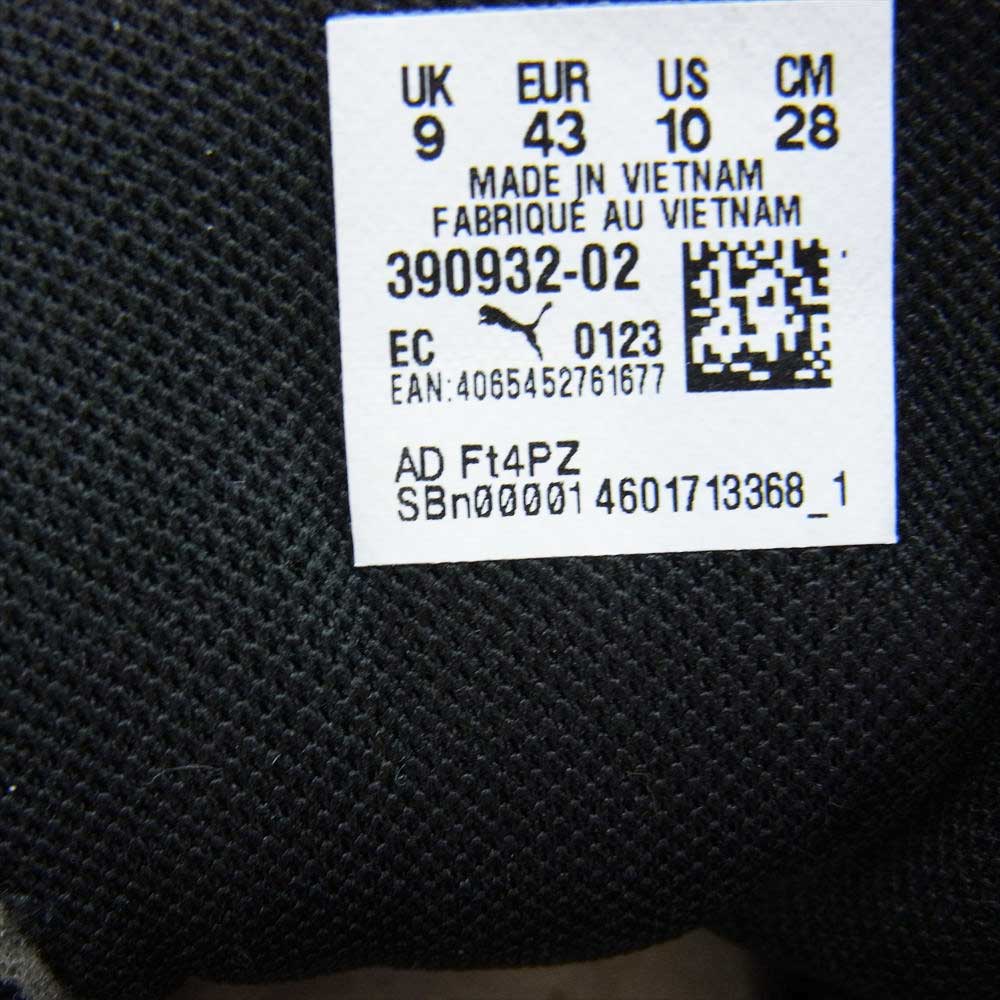 UK EUR US CM
9 43 10 28
MADE IN VIETNAM
FABRIQUÉ AU VIETNAM
390932-02
EC 0123
EAN:4065452761677
AD Ft4PZ
SBn00001 4601713368_1